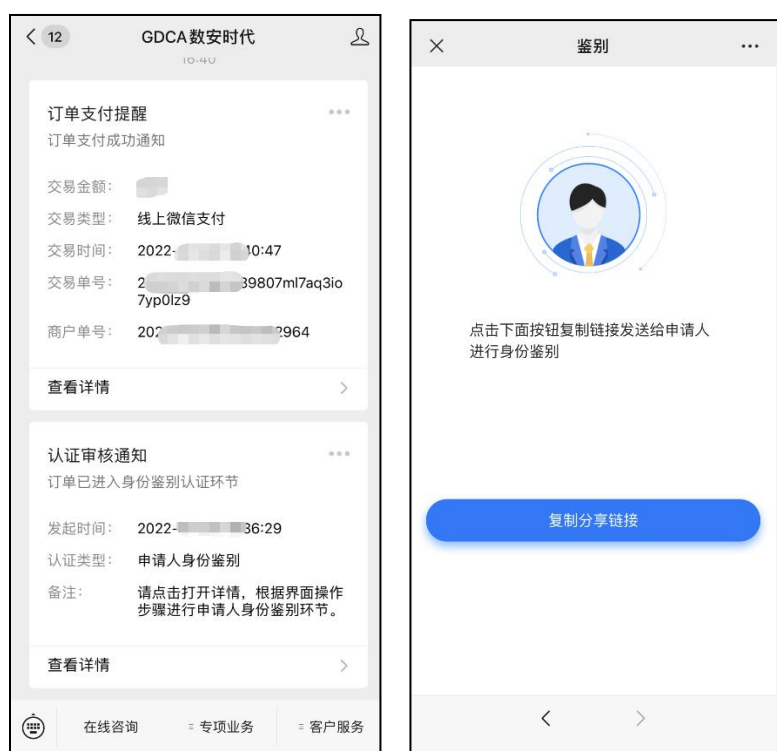 12
GDCA数安时代
16:40
订单支付提醒
订单支付成功通知
交易金额：
交易类型： 线上微信支付
交易时间： 2022- 0:47
交易单号： 2 39807ml7aq3io
7yp0lz9
商户单号： 202 2964
查看详情
认证审核通知
订单已进入身份鉴别认证环节
发起时间： 2022- 36:29
认证类型： 申请人身份鉴别
备注： 请点击打开详情，根据界面操作
步骤进行申请人身份鉴别环节。
查看详情
在线咨询 专项业务 客户服务
鉴别
点击下面按钮复制链接发送给申请人
进行身份鉴别
复制分享链接